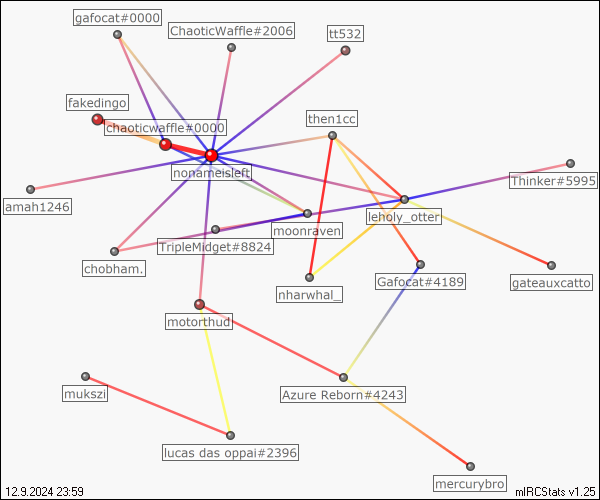 gafocat#0000
ChaoticWaffle#2006
tt532
fakedingo
chaoticwaffle#0000
then1cc
nonameisleft
Thinker#5995
amah1246
leholy_otter
moonraven
TripleMidget#8824
chobham.
Gafocat#4189
gateauxcatto
nharwhal_
motorthud
mukszi
Azure Reborn#4243
lucas das oppai#2396
mercurybro
12.9.2024 23:59
mIRCStats v1.25